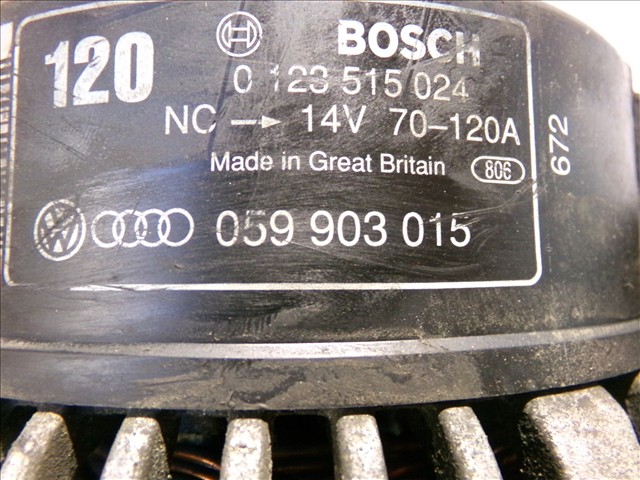 120 BOSCH
0 123 515 024
NC 14V 70–120A
Made in Great Britain 806
059 903 015
672